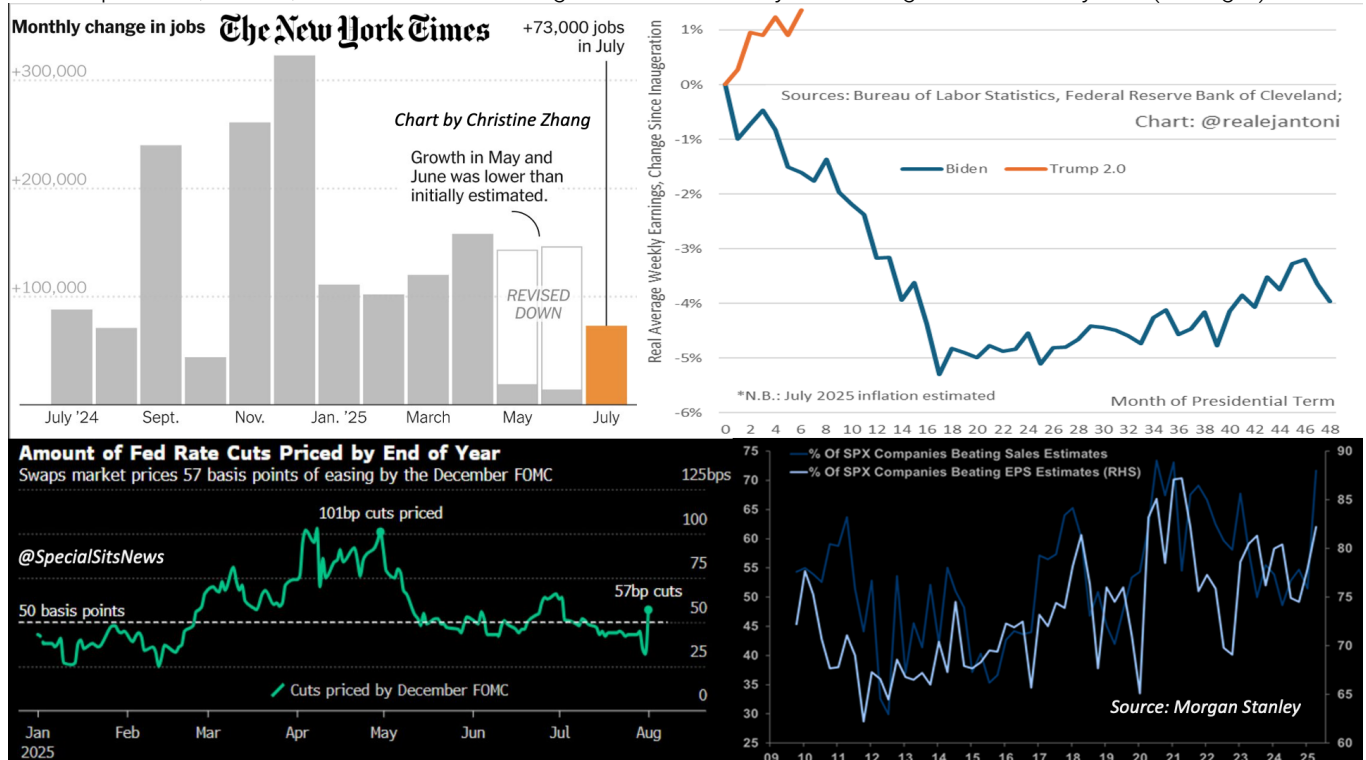 Monthly change in jobs
The New York Times
+73,000 jobs
in July
+300,000
+200,000
+100,000
Chart by Christine Zhang
Growth in May and
June was lower than
initially estimated.
REVISED
DOWN
July '24 Sept. Nov. Jan. '25 March May July
Real Average Weekly Earnings, Change Since Inauguration
1%
0%
-1%
-2%
-3%
-4%
-5%
-6%
Sources: Bureau of Labor Statistics, Federal Reserve Bank of Cleveland;
Chart: @realejantoni
Biden Trump 2.0
*N.B.: July 2025 inflation estimated
Month of Presidential Term
0 2 4 6 8 10 12 14 16 18 20 22 24 26 28 30 32 34 36 38 40 42 44 46 48
Amount of Fed Rate Cuts Priced by End of Year
Swaps market prices 57 basis points of easing by the December FOMC
125bps
100
75
50
25
0
101bp cuts priced
@SpecialSitsNews
57bp cuts
50 basis points
Cuts priced by December FOMC
Jan Feb Mar Apr May Jun Jul Aug
2025
% Of SPX Companies Beating Sales Estimates
% Of SPX Companies Beating EPS Estimates (RHS)
75
70
65
60
55
50
45
40
35
30
25
90
85
80
75
70
65
60
Source: Morgan Stanley
09 10 11 12 13 14 15 16 17 18 19 20 21 22 23 24 25